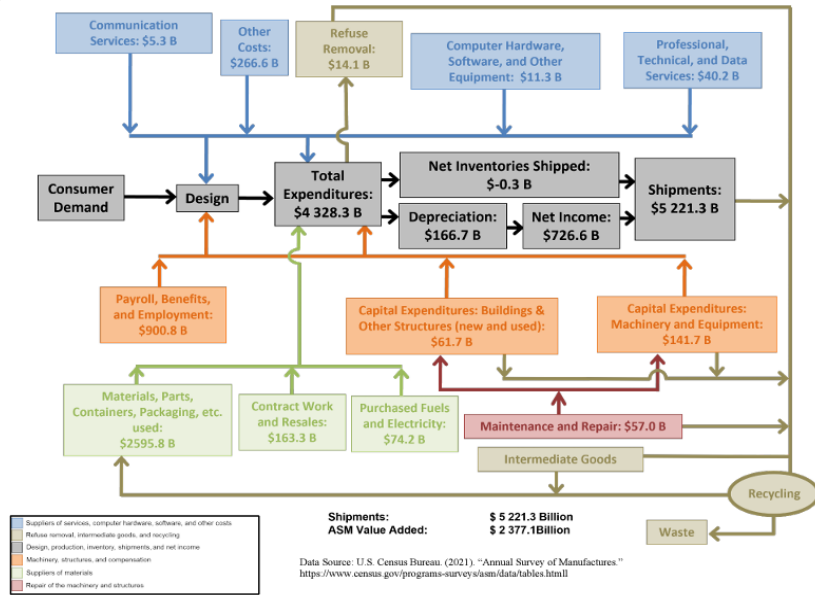 Communication
Services: $5.3 B
Other
Costs:
$266.6 B
Refuse
Removal:
$14.1 B
Computer Hardware,
Software, and Other
Equipment: $11.3 B
Professional,
Technical, and Data
Services: $40.2 B
Consumer
Demand
Design
Total
Expenditures:
$4 328.3 B
Net Inventories Shipped:
$-0.3 B
Depreciation:
$166.7 B
Net Income:
$726.6 B
Shipments:
$5 221.3 B
Payroll, Benefits,
and Employment:
$900.8 B
Capital Expenditures: Buildings &
Other Structures (new and used):
$61.7 B
Capital Expenditures:
Machinery and Equipment:
$141.7 B
Materials, Parts,
Containers, Packaging, etc.
used:
$2595.8 B
Contract Work
and Resales:
$163.3 B
Purchased Fuels
and Electricity:
$74.2 B
Maintenance and Repair: $57.0 B
Intermediate Goods
Recycling
Waste
Suppliers of services, computer hardware, software, and other costs
Refuse removal, intermediate goods, and recycling
Design, production, inventory, shipments, and net income
Machinery, structures, and compensation
Suppliers of materials
Repair of the machinery and structures
Shipments: $ 5 221.3 Billion
ASM Value Added: $ 2 377.1Billion
Data Source: U.S. Census Bureau. (2021). “Annual Survey of Manufactures.”
https://www.census.gov/programs-surveys/asm/data/tables.htmll